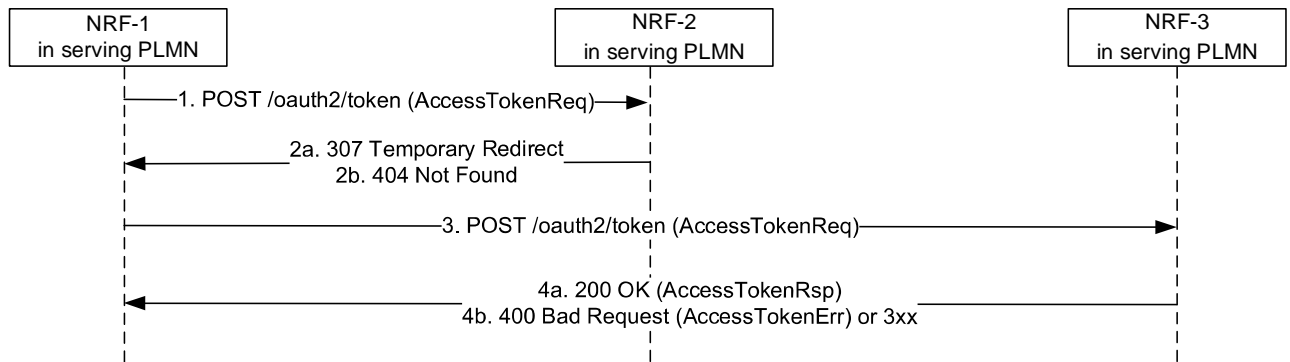 NRF-1
in serving PLMN
NRF-2
in serving PLMN
NRF-3
in serving PLMN
1. POST /oauth2/token (AccessTokenReq)
2a. 307 Temporary Redirect
2b. 404 Not Found
3. POST /oauth2/token (AccessTokenReq)
4a. 200 OK (AccessTokenRsp)
4b. 400 Bad Request (AccessTokenErr) or 3xx